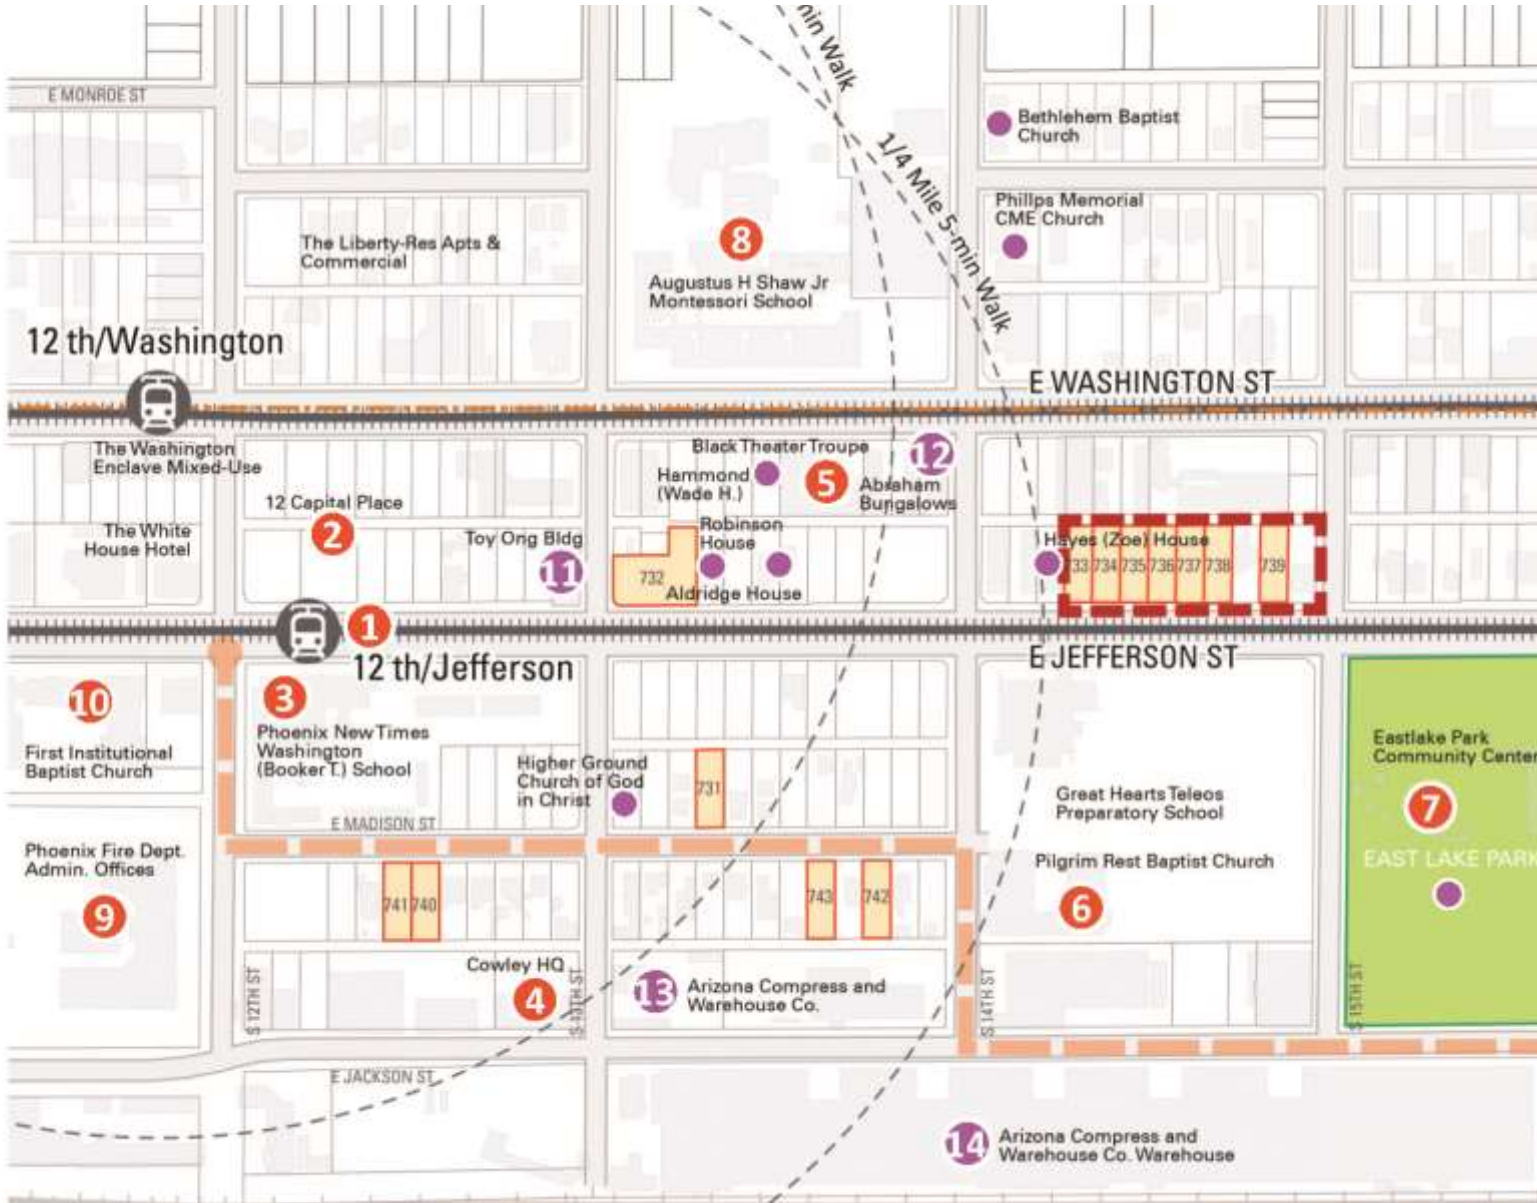 min Walk
E MONROE ST
Bethlehem Baptist
Church
1/4 Mile 5-min Walk
Phillps Memorial
CME Church
8
The Liberty-Res Apts &
Commercial
Augustus H Shaw Jr
Montessori School
12 th/Washington
E WASHINGTON ST
The Washington
Enclave Mixed-Use
Black Theater Troupe
12
Hammond
(Wade H.)
5
Abraham
Bungalows
12 Capital Place
2
The White
House Hotel
Toy Ong Bldg
11
Robinson
House
Hayes (Zoe) House
732
733
734
735
736
737
738
739
Aldridge House
1
12 th/Jefferson
E JEFFERSON ST
10
3
First Institutional
Baptist Church
Phoenix New Times
Washington
(Booker T.) School
Higher Ground
Church of God
in Christ
731
Eastlake Park
Community Center
7
Great Hearts Teleos
Preparatory School
E MADISON ST
Phoenix Fire Dept.
Admin. Offices
9
Pilgrim Rest Baptist Church
6
EAST LAKE PARK
741
740
743
742
Cowley HQ
4
13
Arizona Compress and
Warehouse Co.
S 12TH ST
S 13TH ST
S 14TH ST
S 15TH ST
E JACKSON ST
14
Arizona Compress and
Warehouse Co. Warehouse